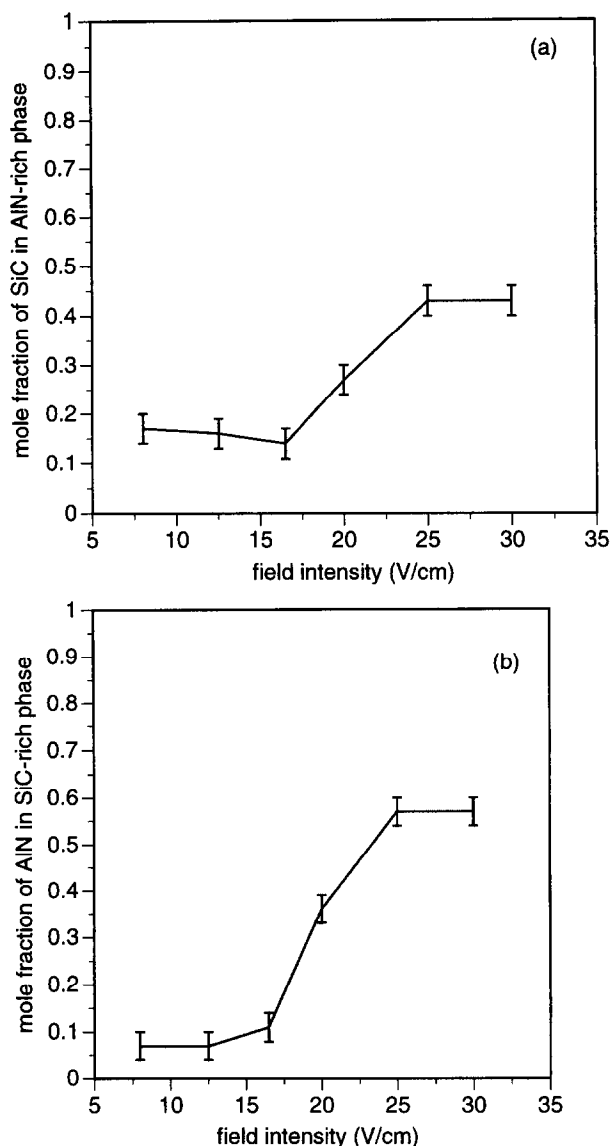 (a)
mole fraction of SiC in AlN-rich phase
1
0.9
0.8
0.7
0.6
0.5
0.4
0.3
0.2
0.1
0
5 10 15 20 25 30 35
field intensity (V/cm)
(b)
mole fraction of AlN in SiC-rich phase
1
0.9
0.8
0.7
0.6
0.5
0.4
0.3
0.2
0.1
0
5 10 15 20 25 30 35
field intensity (V/cm)